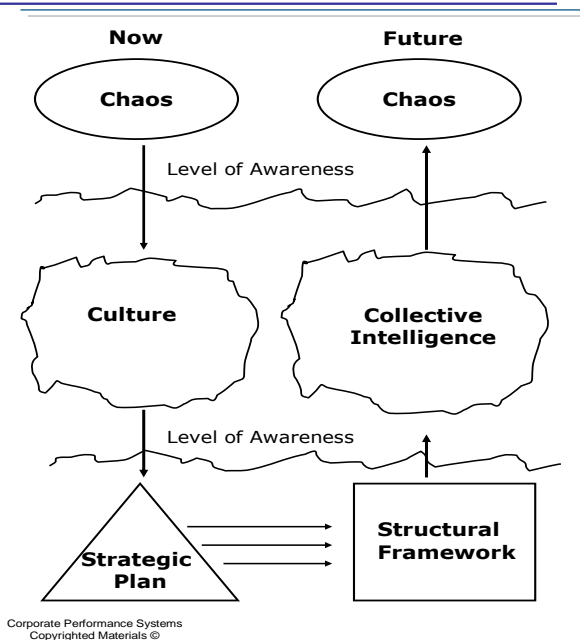 Now
Future
Chaos
Chaos
Level of Awareness
Culture
Collective
Intelligence
Level of Awareness
Strategic
Plan
Structural
Framework
Corporate Performance Systems
Copyrighted Materials ©